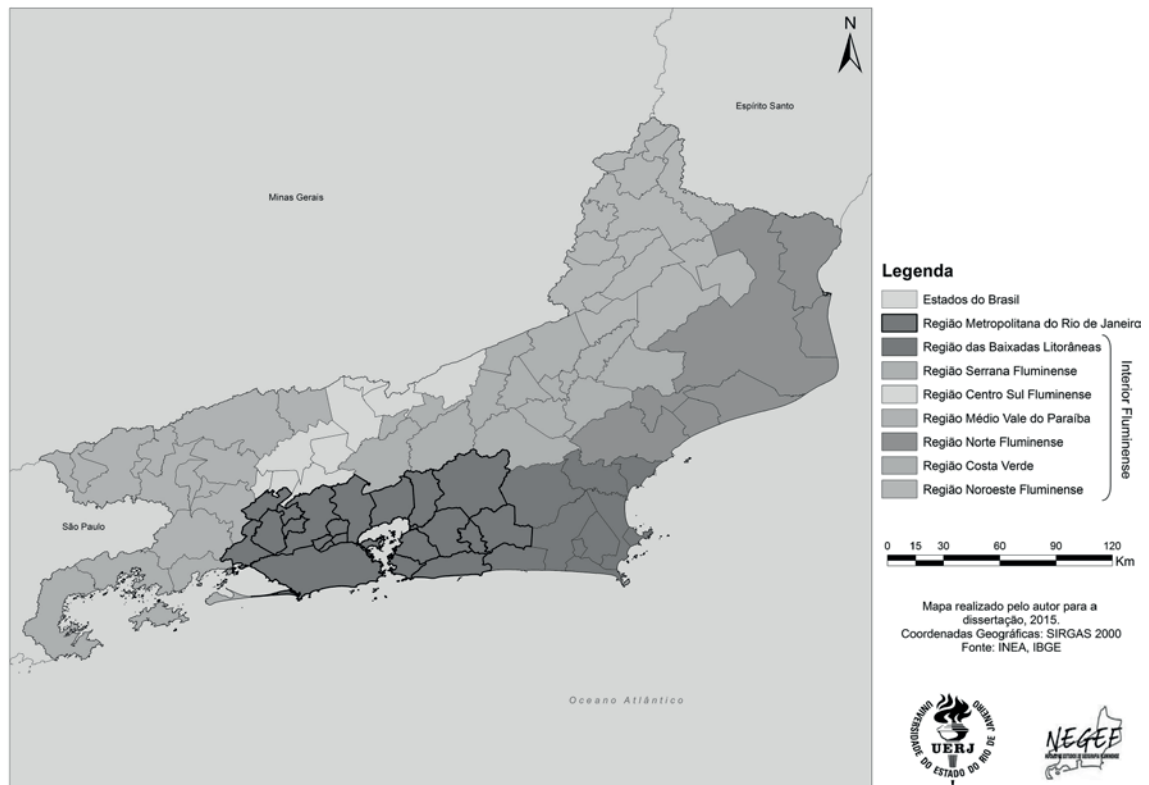 N
Espírito Santo
Minas Gerais
São Paulo
Oceano Atlântico
Legenda
Estados do Brasil
Região Metropolitana do Rio de Janeiro
Região das Baixadas Litorâneas
Região Serrana Fluminense
Região Centro Sul Fluminense
Região Médio Vale do Paraíba
Região Norte Fluminense
Região Costa Verde
Região Noroeste Fluminense
Interior Fluminense
0 15 30 60 90 120
Km
Mapa realizado pelo autor para a
dissertação, 2015.
Coordenadas Geográficas: SIRGAS 2000
Fonte: INEA, IBGE
UNIVERSIDADE DO ESTADO DO RIO DE JANEIRO
UERJ
NEGEF